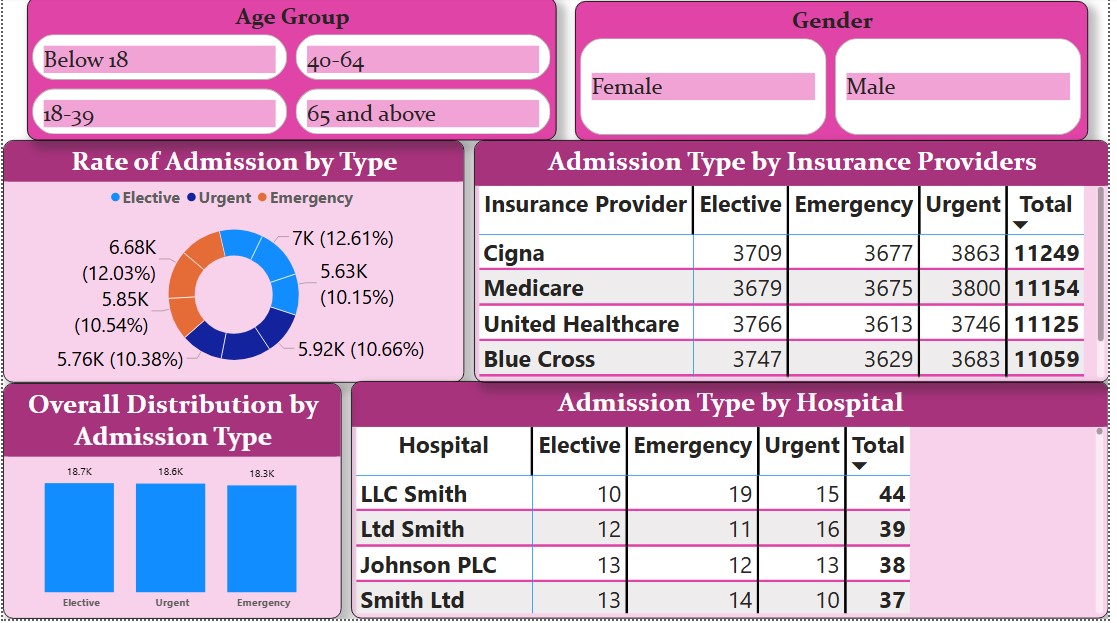 Age Group
Below 18
40-64
18-39
65 and above
Gender
Female
Male
Rate of Admission by Type
Elective Urgent Emergency
7K (12.61%)
5.63K
(10.15%)
5.92K (10.66%)
5.76K (10.38%)
5.85K
(10.54%)
6.68K
(12.03%)
Admission Type by Insurance Providers
Insurance Provider Elective Emergency Urgent Total
Cigna 3709 3677 3863 11249
Medicare 3679 3675 3800 11154
United Healthcare 3766 3613 3746 11125
Blue Cross 3747 3629 3683 11059
Overall Distribution by
Admission Type
18.7K 18.6K 18.3K
Elective Urgent Emergency
Admission Type by Hospital
Hospital Elective Emergency Urgent Total
LLC Smith 10 19 15 44
Ltd Smith 12 11 16 39
Johnson PLC 13 12 13 38
Smith Ltd 13 14 10 37